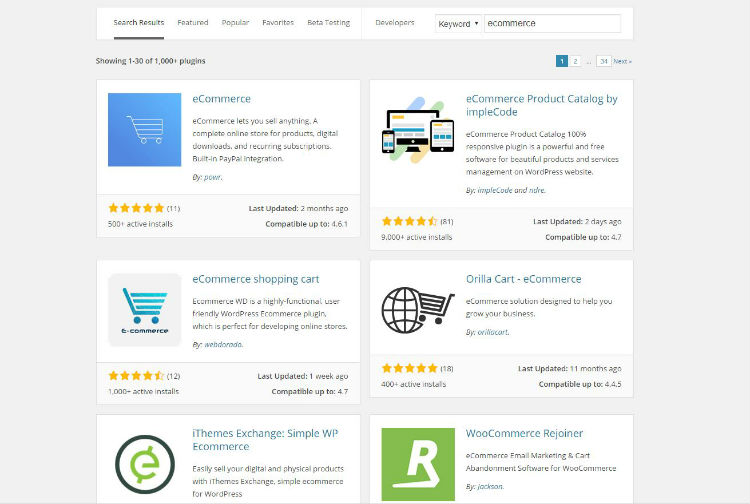 Search Results Featured Popular Favorites Beta Testing Developers Keyword ecommerce
Showing 1-30 of 1,000+ plugins 1 2 ... 34 Next »
eCommerce
eCommerce lets you sell anything. A
complete online store for products, digital
downloads, and recurring subscriptions.
Built-in PayPal integration.
By: powr.
(11) Last Updated: 2 months ago
500+ active installs Compatible up to: 4.6.1
eCommerce Product Catalog by
impleCode
eCommerce Product Catalog 100%
responsive plugin is a powerful and free
software for beautiful products and services
management on WordPress website.
By: impleCode and ndre.
(81) Last Updated: 2 days ago
9,000+ active installs Compatible up to: 4.7
E-commerce
eCommerce shopping cart
Ecommerce WD is a highly-functional, user
friendly WordPress Ecommerce plugin,
which is perfect for developing online stores.
By: webdorado.
(12) Last Updated: 1 week ago
1,000+ active installs Compatible up to: 4.7
Orilla Cart - eCommerce
eCommerce solution designed to help you
grow your business.
By: orillacart.
(18) Last Updated: 11 months ago
400+ active installs Compatible up to: 4.4.5
e
iThemes Exchange: Simple WP
Ecommerce
Easily sell your digital and physical products
with iThemes Exchange, simple ecommerce
for WordPress
R
WooCommerce Rejoiner
eCommerce Email Marketing & Cart
Abandonment Software for WooCommerce
By: Jackson.